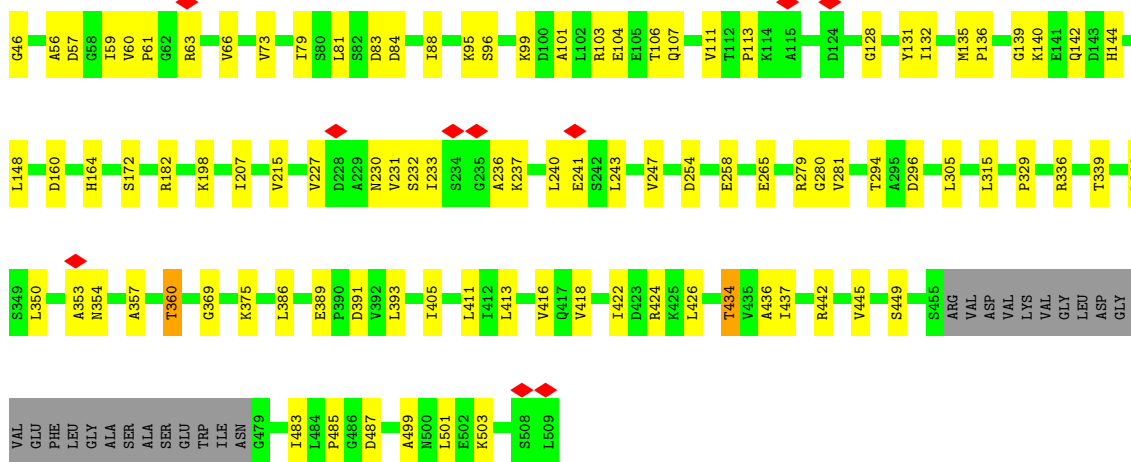 G46 A56 D57 G58 I59 V60 P61 G62 R63 V66 V73 I79 S80 L81 S82 D83 D84 I88 K95 S96 K99 D100 A101 L102 R103 E104 E105 T106 Q107 V111 T112 P113 K114 A115 D124 G128 Y131 I132 M135 P136 G139 K140 E141 Q142 D143 H144
L148 D160 H164 S172 R182 K198 I207 V215 V227 D228 A229 N230 V231 S232 I233 S234 G235 A236 K237 L240 E241 S242 L243 V247 D254 E258 E265 R279 G280 V281 T294 A295 D296 L305 L315 P329 R336 T339
S349 L350 A353 N354 A357 T360 G369 K375 L386 E389 P390 D391 V392 L393 I405 L411 I412 L413 V416 Q417 V418 I422 D423 R424 K425 L426 T434 V435 A436 I437 R442 V445 S449 S455 ARG VAL ASP VAL LYS VAL GLY LEU ASP GLY
VAL GLU PHE LEU GLY ALA SER ALA SER GLU TRP ILE ASN G479 I483 L484 P485 G486 D487 A499 N500 L501 E502 K503 S508 L509